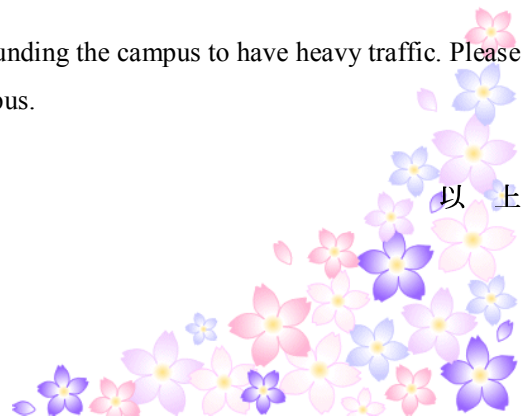 unding the campus to have heavy traffic. Please
ous.
以 上